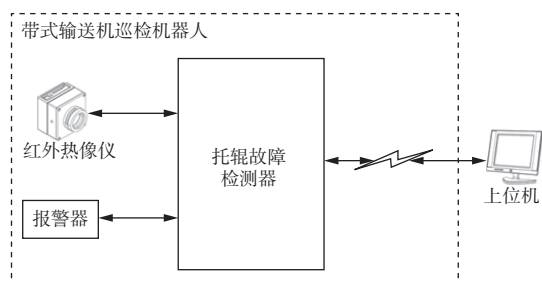 带式输送机巡检机器人
红外热像仪
托辊故障
检测器
报警器
上位机